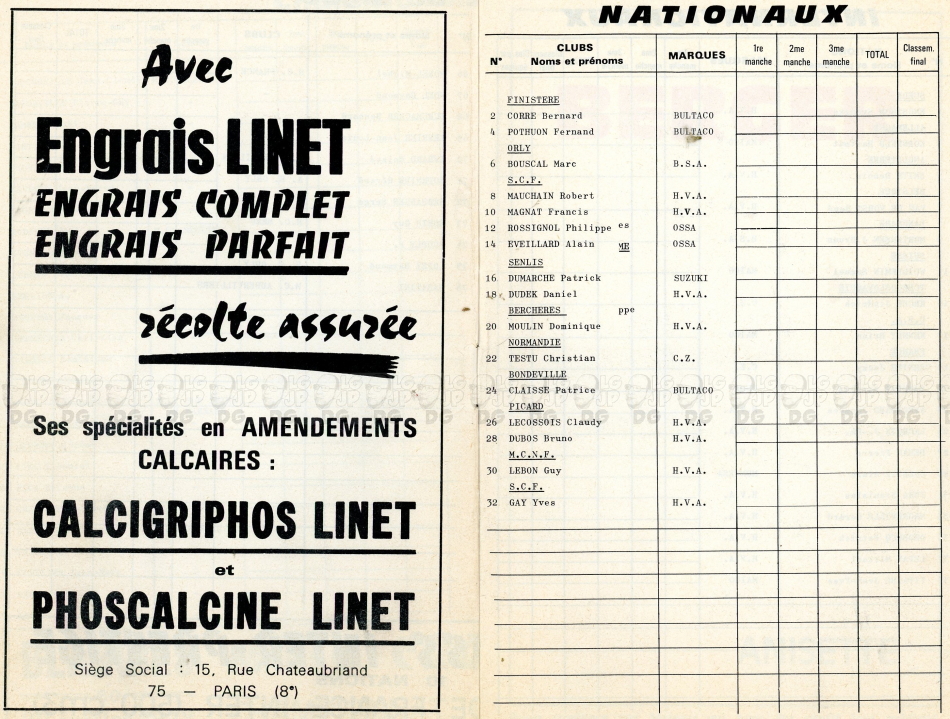 Avec
Engrais LINET
ENGRAIS COMPLET
ENGRAIS PARFAIT
récolte assurée
Ses spécialités en AMENDEMENTS
CALCAIRES :
CALCIGRIPHOS LINET
et
PHOSCALCINE LINET
Siège Social : 15, Rue Chateaubriand
75 — PARIS (8e)
NATIONAUX
N° CLUBS Noms et prénoms MARQUES 1re manche 2me manche 3me manche TOTAL Classem. final
FINISTERE
2 CORRE Bernard BULTACO
4 POTHUON Fernand BULTACO
ORLY
6 BOUSCAL Marc B.S.A.
S.C.F.
8 MAUCHAIN Robert H.V.A.
10 MAGNAT Francis H.V.A.
12 ROSSIGNOL Philippe es OSSA
14 EVEILLARD Alain ME OSSA
SENLIS
16 DUMARCHE Patrick SUZUKI
18 DUDEK Daniel H.V.A.
BERCHERES ppe
20 MOULIN Dominique H.V.A.
NORMANDIE
22 TESTU Christian C.Z.
BONDEVILLE
24 CLAISSE Patrice BULTACO
PICARD
26 LECOSSOIS Claudy H.V.A.
28 DUBOS Bruno H.V.A.
M.C.N.F.
30 LEBON Guy H.V.A.
S.C.F.
32 GAY Yves H.V.A.